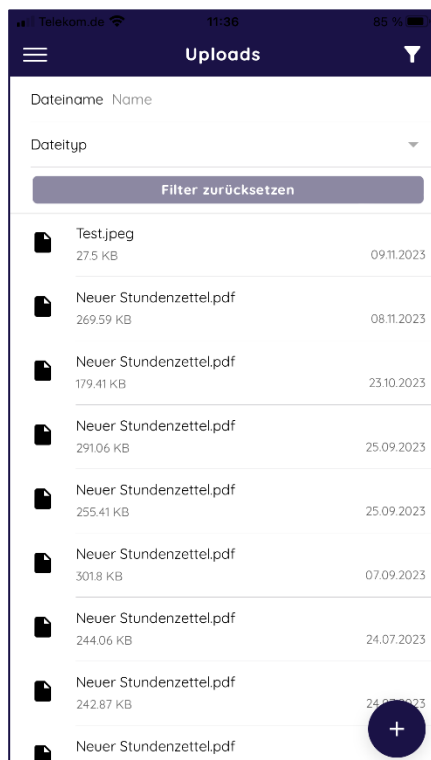 Telekom.de 11:36 85 %
Uploads
Dateiname Name
Dateityp
Filter zurücksetzen
Test.jpeg
27.5 KB 09.11.2023
Neuer Stundenzettel.pdf
269.59 KB 08.11.2023
Neuer Stundenzettel.pdf
179.41 KB 23.10.2023
Neuer Stundenzettel.pdf
291.06 KB 25.09.2023
Neuer Stundenzettel.pdf
255.41 KB 25.09.2023
Neuer Stundenzettel.pdf
301.8 KB 07.09.2023
Neuer Stundenzettel.pdf
244.06 KB 24.07.2023
Neuer Stundenzettel.pdf
242.87 KB
Neuer Stundenzettel.pdf
+